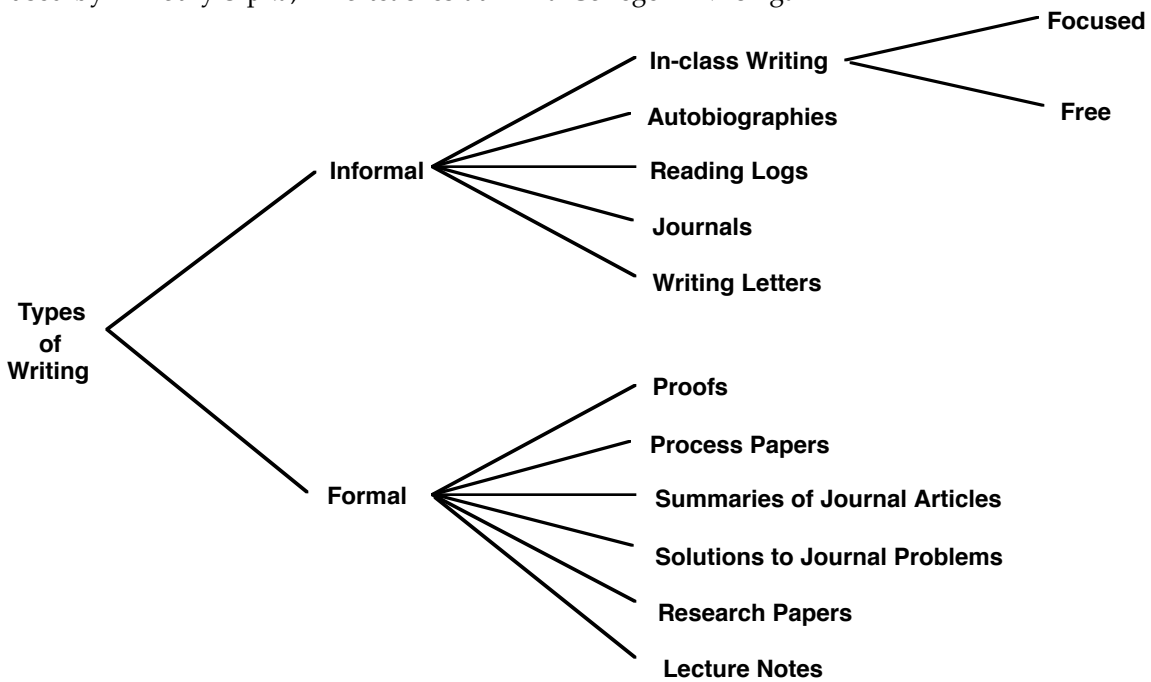 Focused
In-class Writing
Free
Autobiographies
Informal
Reading Logs
Journals
Writing Letters
Types
of
Writing
Proofs
Process Papers
Formal
Summaries of Journal Articles
Solutions to Journal Problems
Research Papers
Lecture Notes